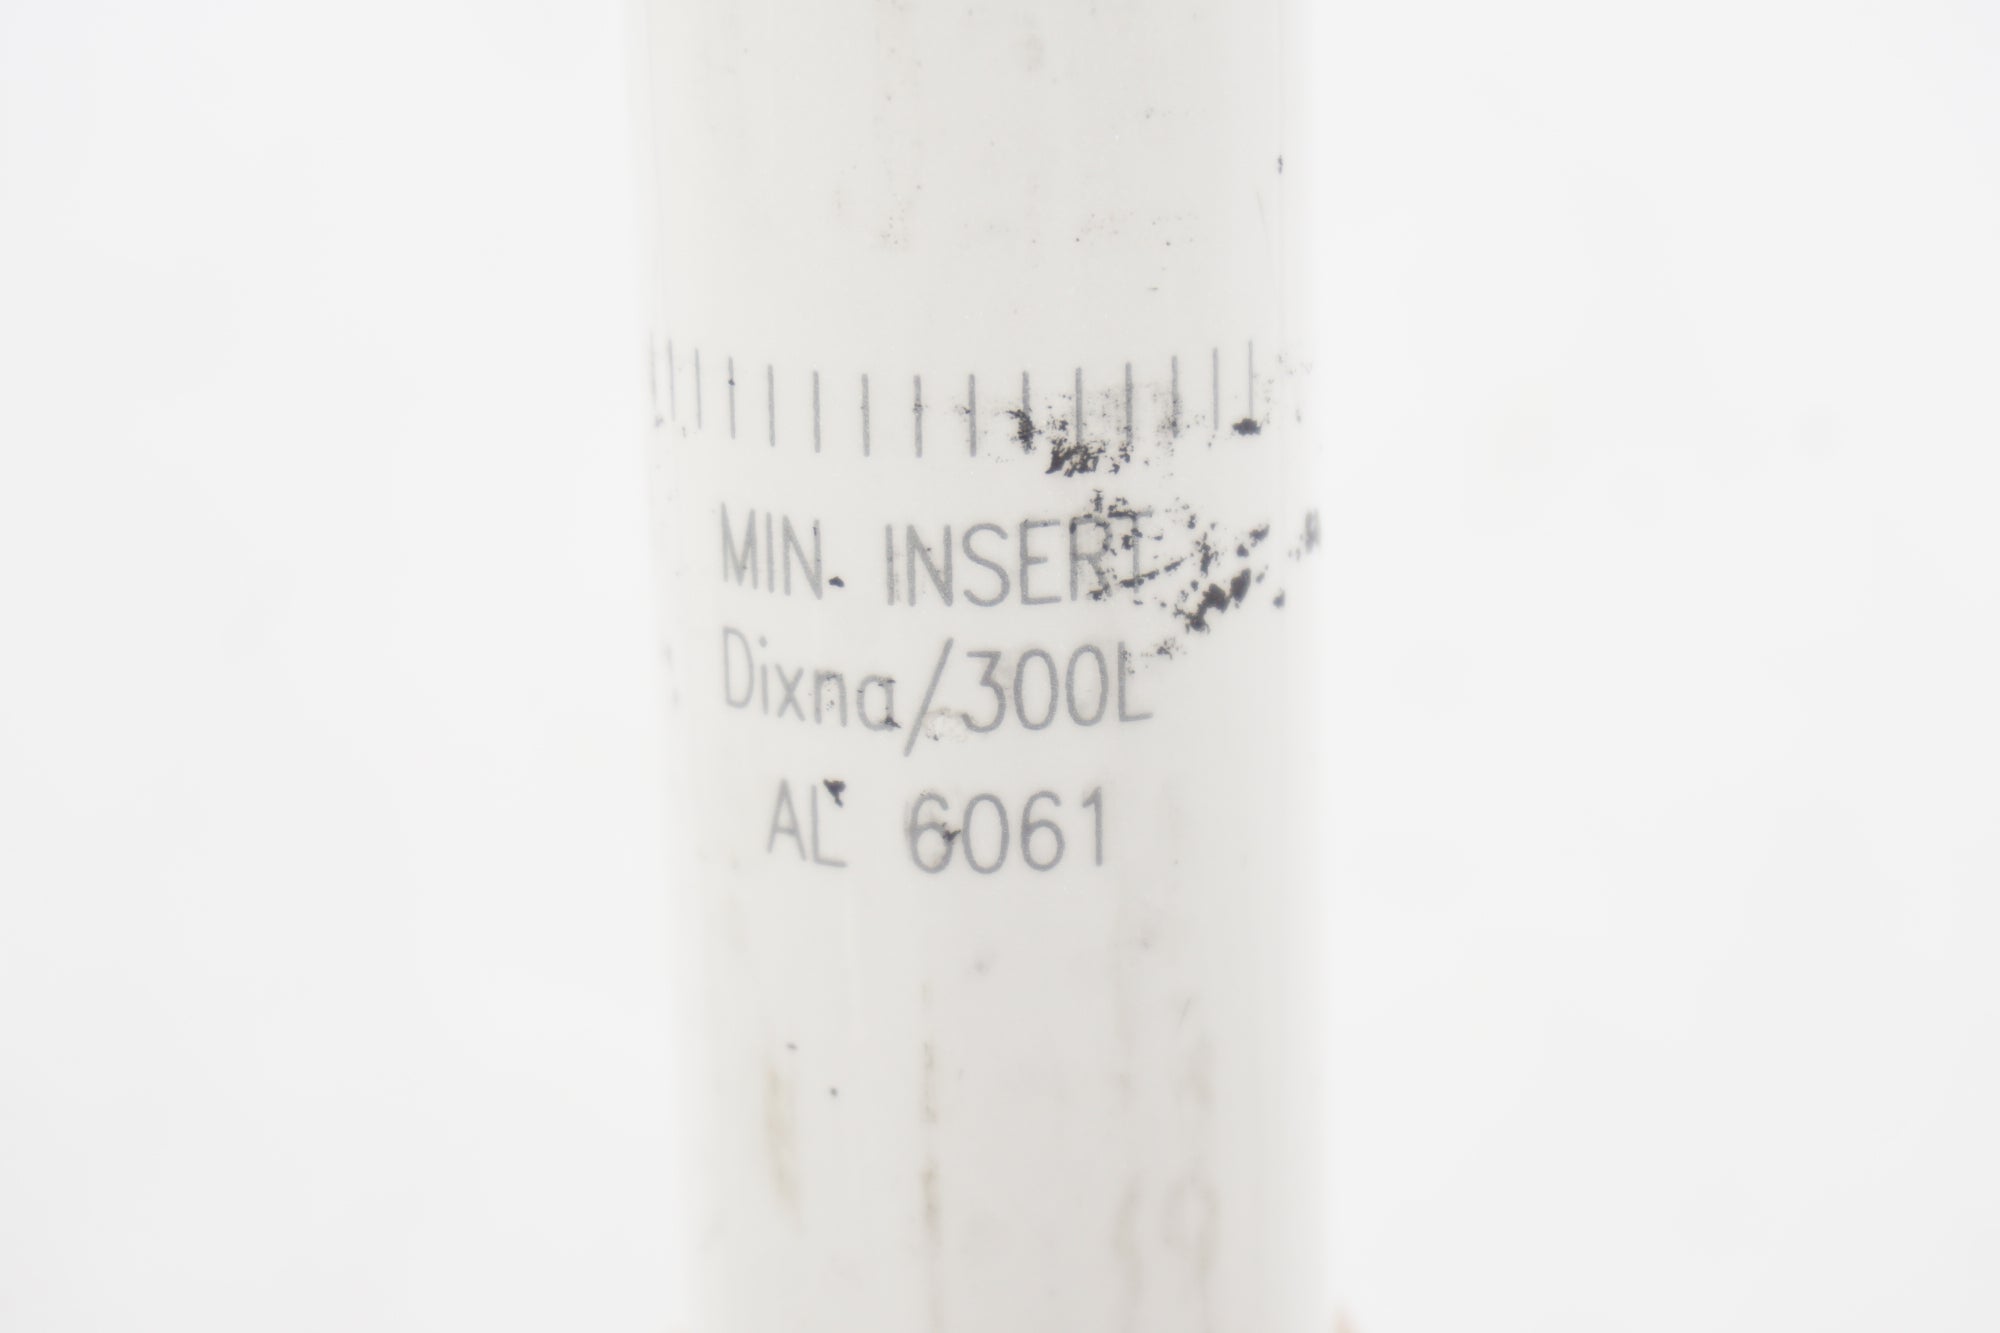 MIN. INSERT
Dixna/300L
AL 6061